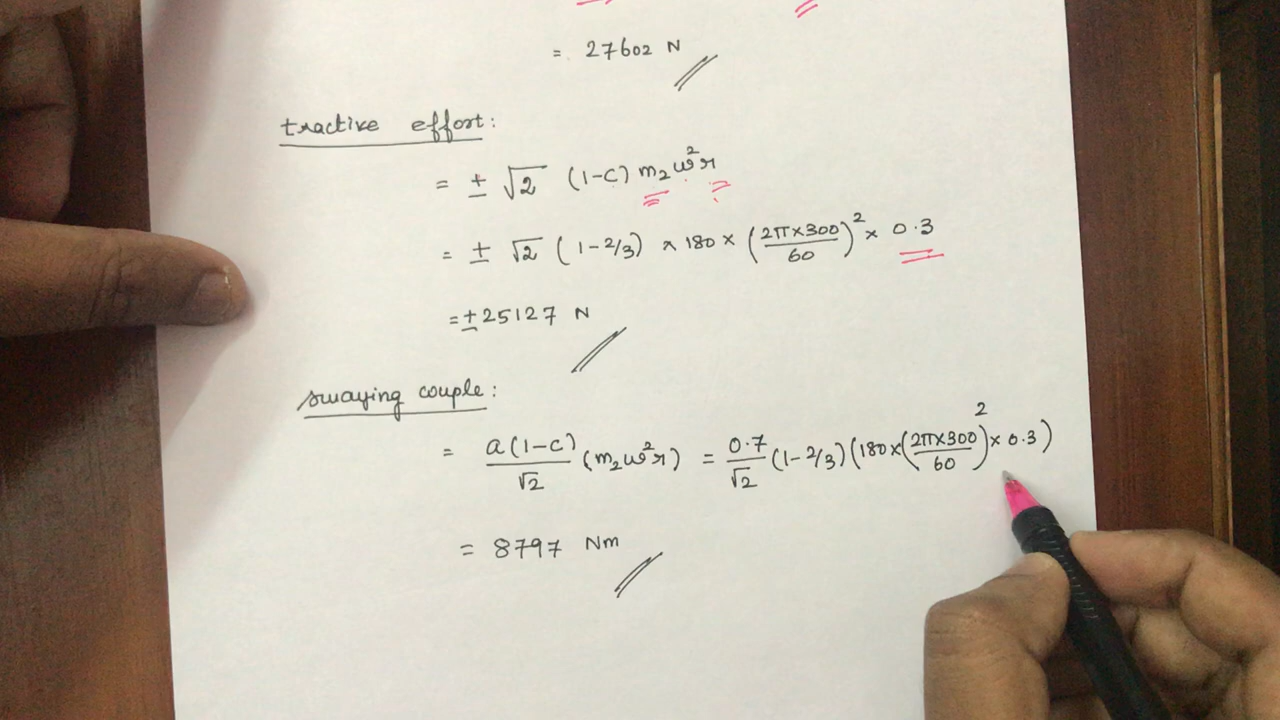 = 27602 N
tractive effort:
= ± √2 (1-C) m₂ω²r
= ± √2 (1-2/3) × 180 × (2π×300/60)² × 0.3
= ± 25127 N
swaying couple:
= a(1-C)/√2 (m₂ω²r) = 0.7/√2 (1-2/3)(180×(2π×300/60)² × 0.3)
= 8797 Nm